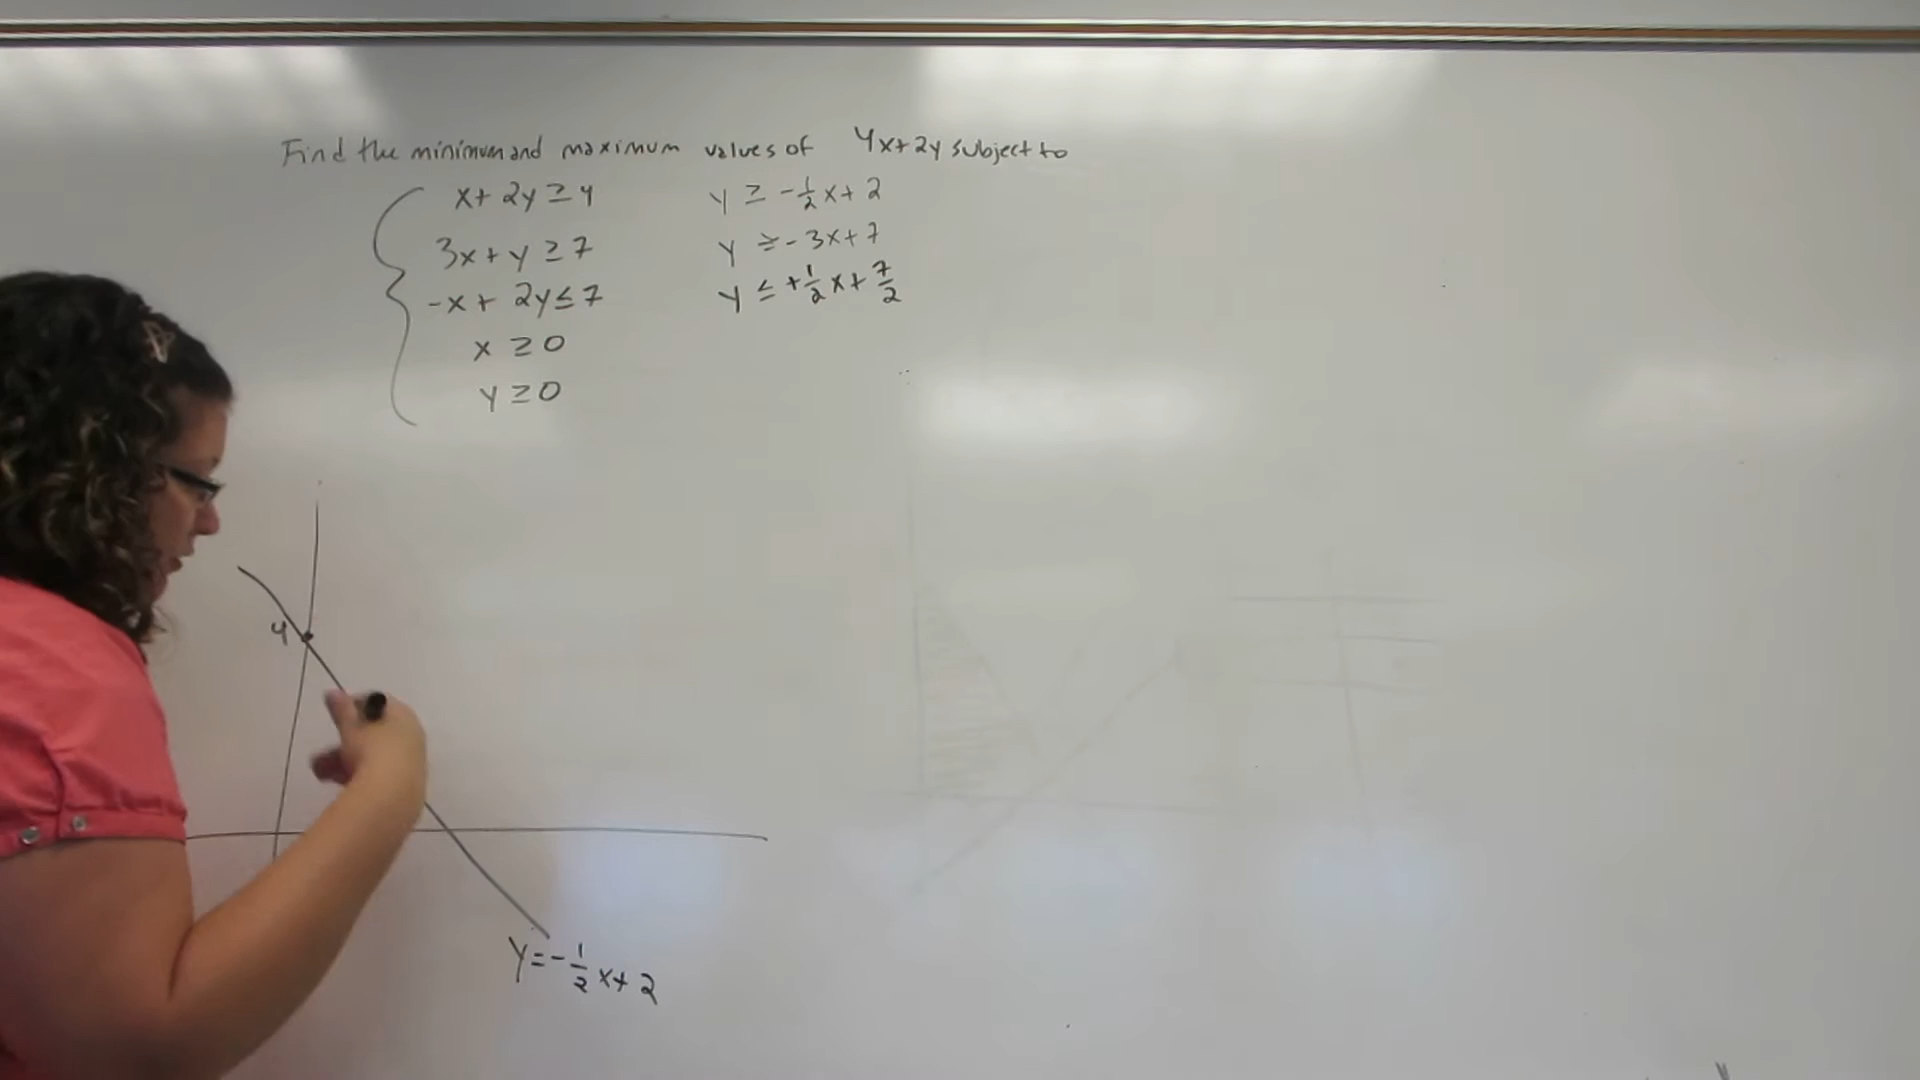 Find the minimum and maximum values of 4x+2y subject to
x+2y≥4 y ≥ -1/2x+2
3x+y≥7 y ≥ -3x+7
-x+2y≤7 y ≤ +1/2x+7/2
x ≥0
y ≥0
4
y=-1/2x+2